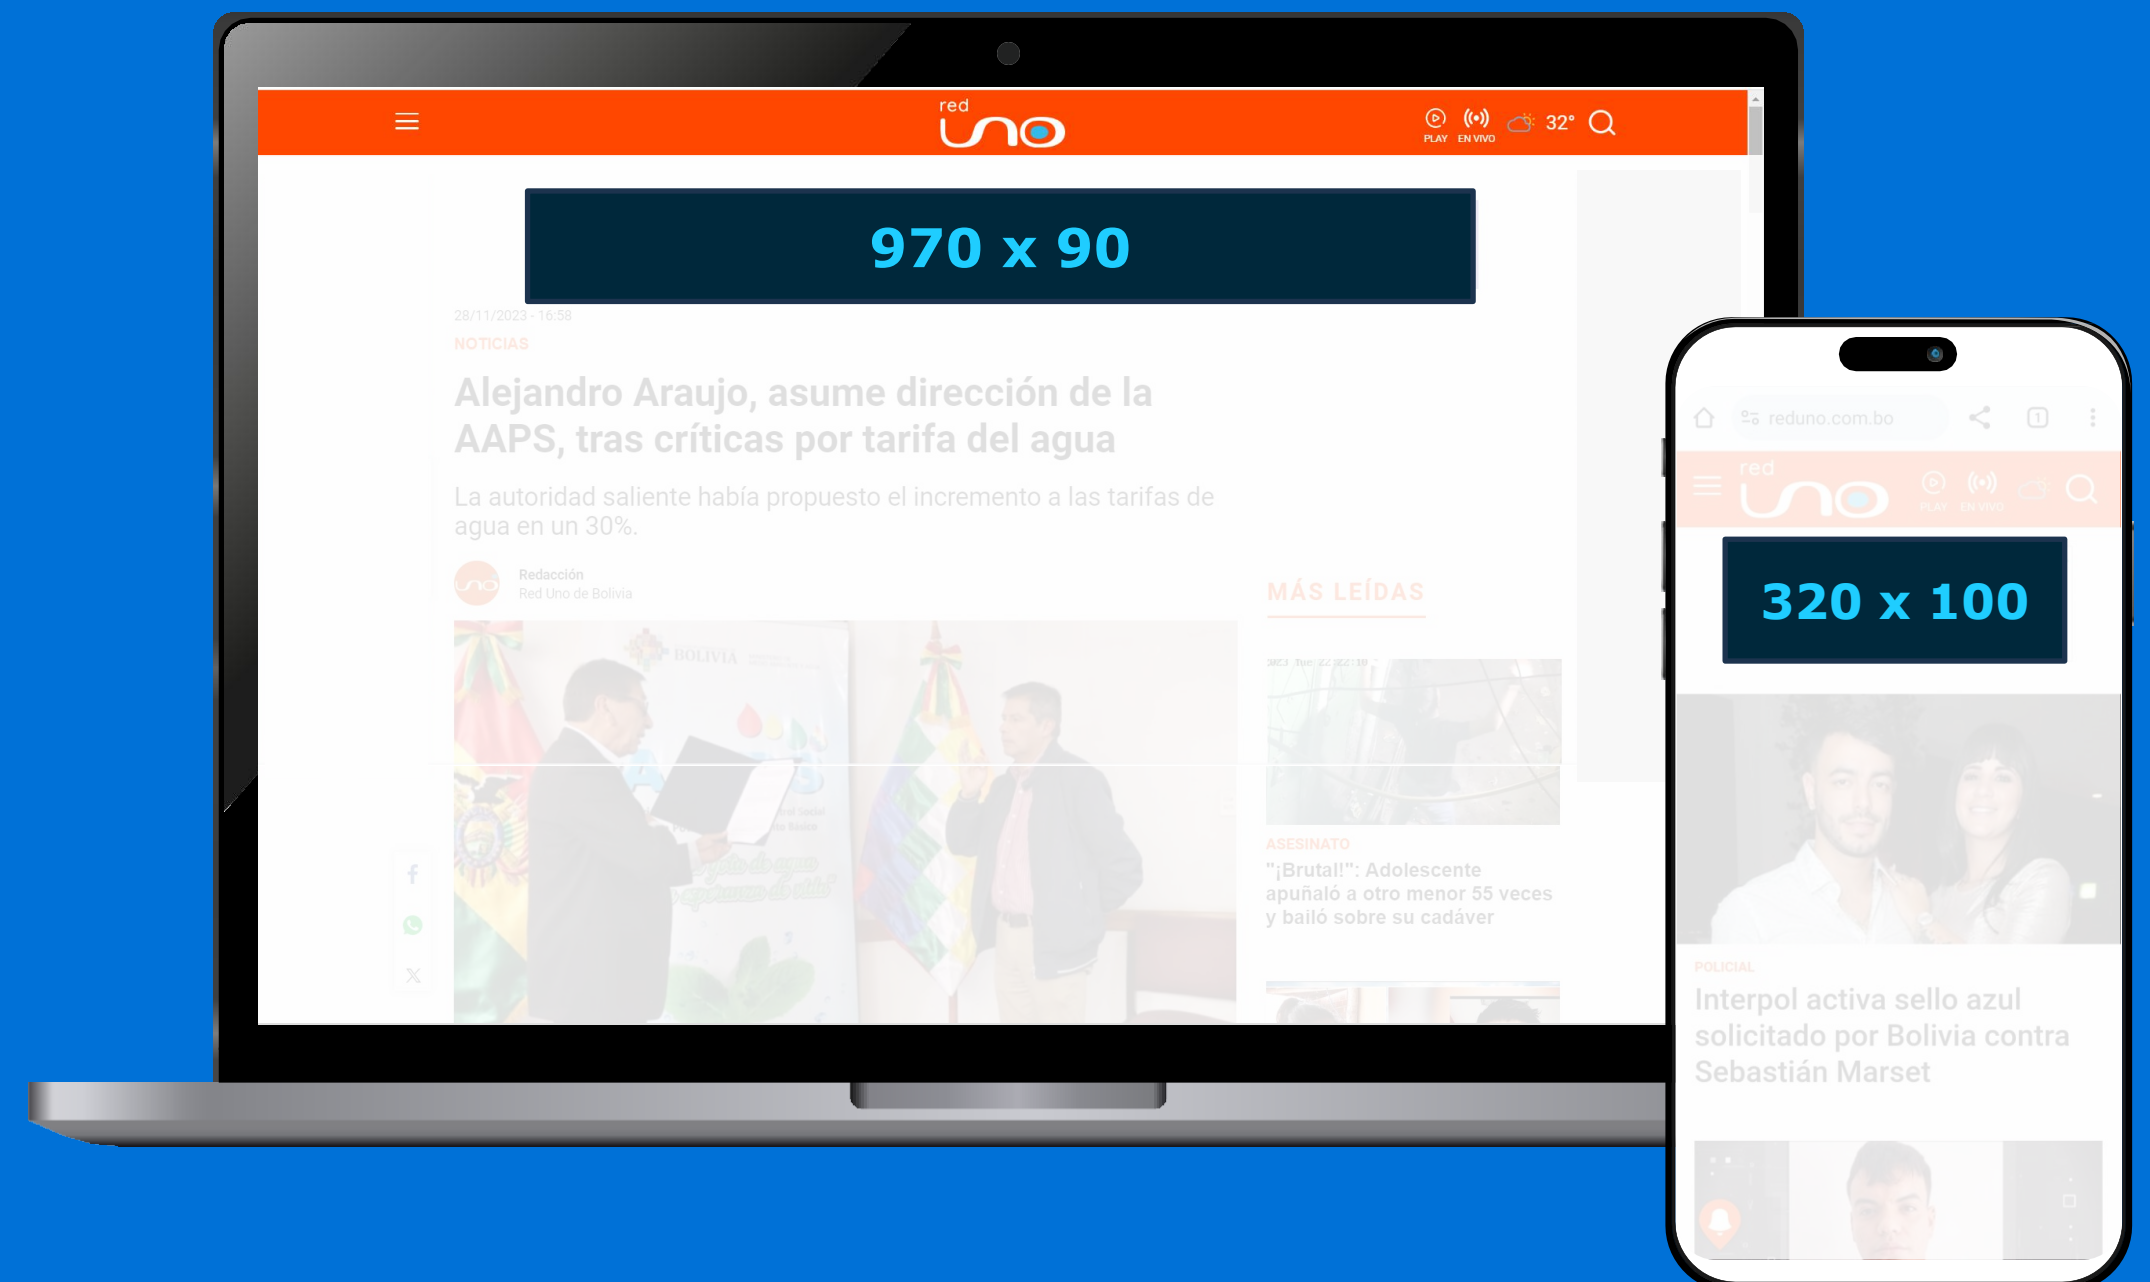 red
uno
PLAY
EN VIVO
32°
970 x 90
28/11/2023 - 16:58
NOTICIAS
Alejandro Araujo, asume dirección de la
AAPS, tras críticas por tarifa del agua
La autoridad saliente había propuesto el incremento a las tarifas de
agua en un 30%.
uno
Redacción
Red Uno de Bolivia
BOLIVIA
MÁS LEÍDAS
ASESINATO
"¡Brutal!": Adolescente
apuñaló a otro menor 55 veces
y bailó sobre su cadáver
reduno.com.bo
1
red
uno
PLAY
EN VIVO
320 x 100
POLICIAL
Interpol activa sello azul
solicitado por Bolivia contra
Sebastián Marset